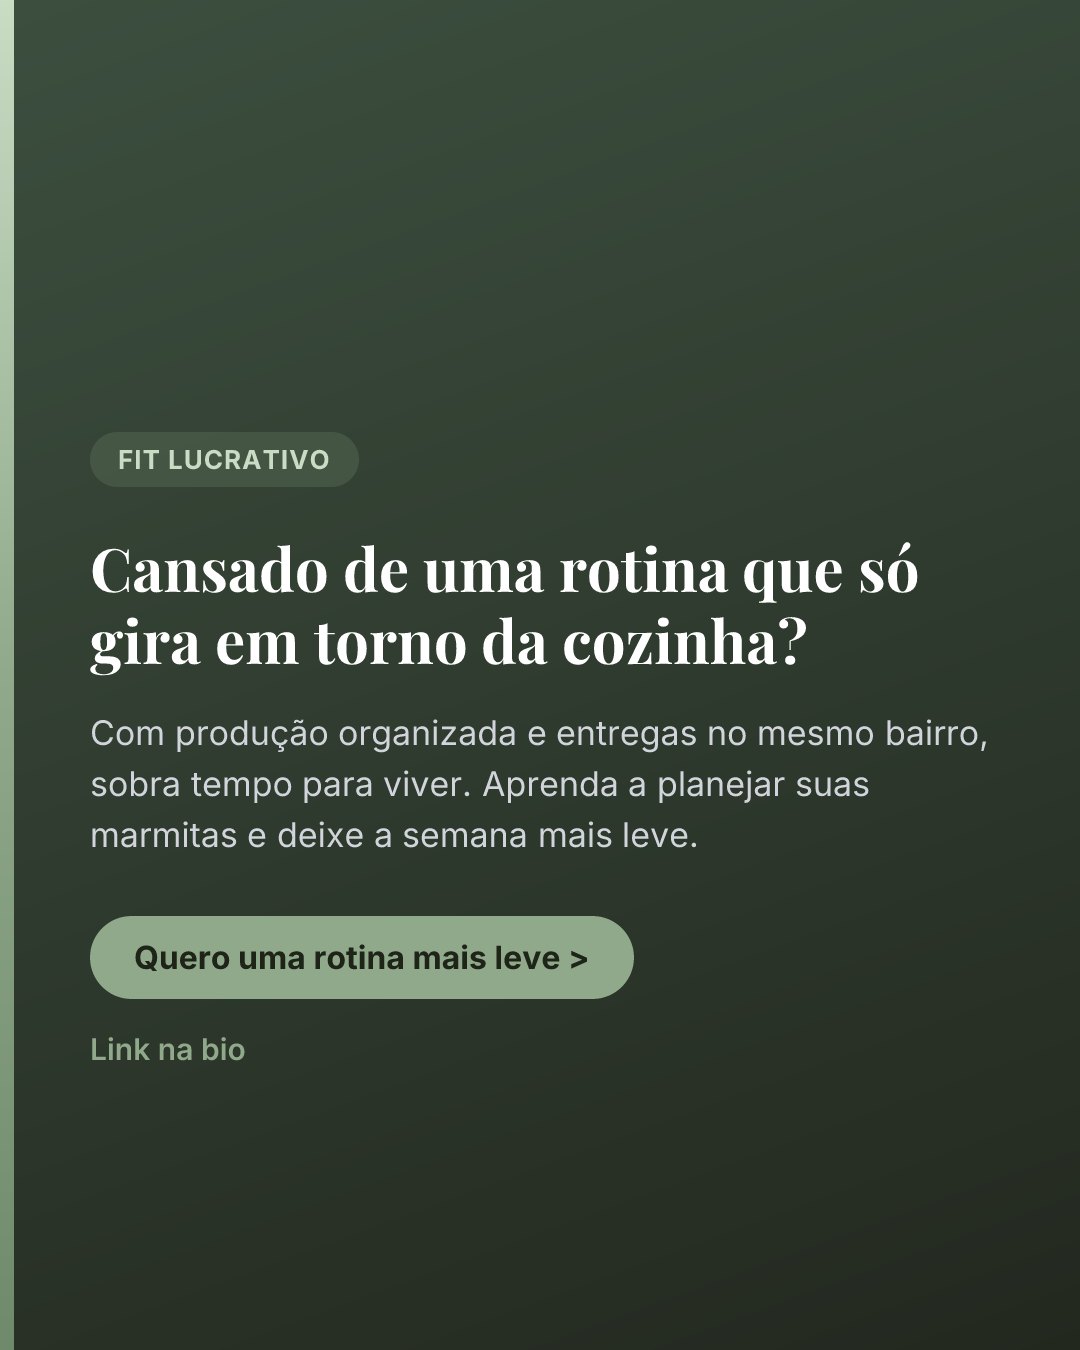 FIT LUCRATIVO
Cansado de uma rotina que só
gira em torno da cozinha?
Com produção organizada e entregas no mesmo bairro,
sobra tempo para viver. Aprenda a planejar suas
marmitas e deixe a semana mais leve.
Quero uma rotina mais leve >
Link na bio